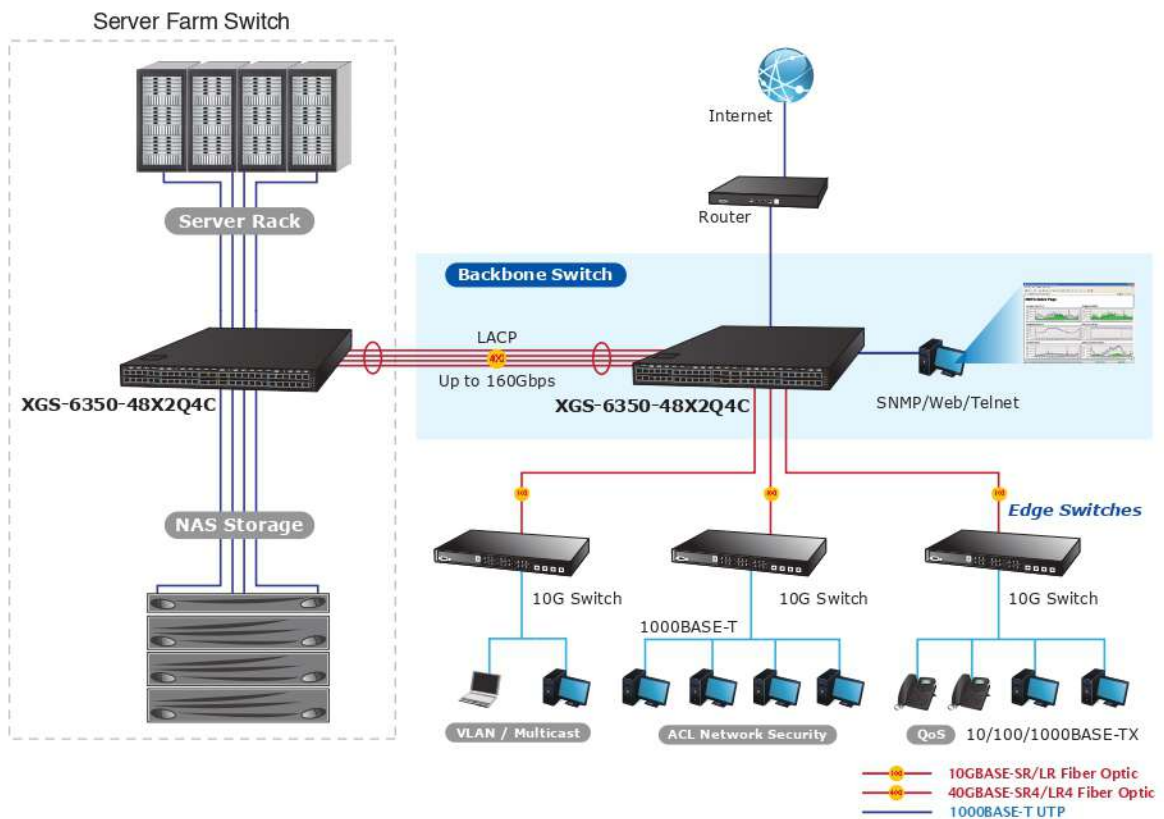 Server Farm Switch
Internet
Router
Server Rack
Backbone Switch
LACP
4X
Up to 160Gbps
XGS-6350-48X2Q4C
XGS-6350-48X2Q4C
SNMP/Web/Telnet
NAS Storage
Edge Switches
10G Switch
10G Switch
10G Switch
1000BASE-T
VLAN / Multicast
ACL Network Security
QoS
10/100/1000BASE-TX
10GBASE-SR/LR Fiber Optic
40GBASE-SR4/LR4 Fiber Optic
1000BASE-T UTP